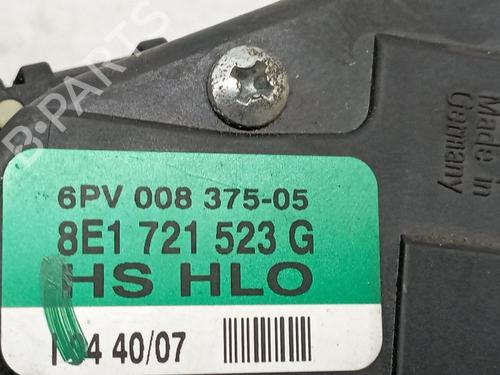 B-PARTS
Made in
Germany
6PV 008 375-05
8E1 721 523 G
HS HLO
40/07